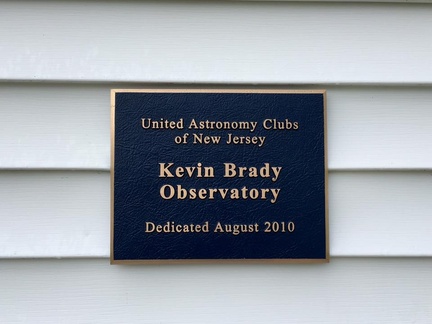 United Astronomy Clubs
of New Jersey
Kevin Brady
Observatory
Dedicated August 2010